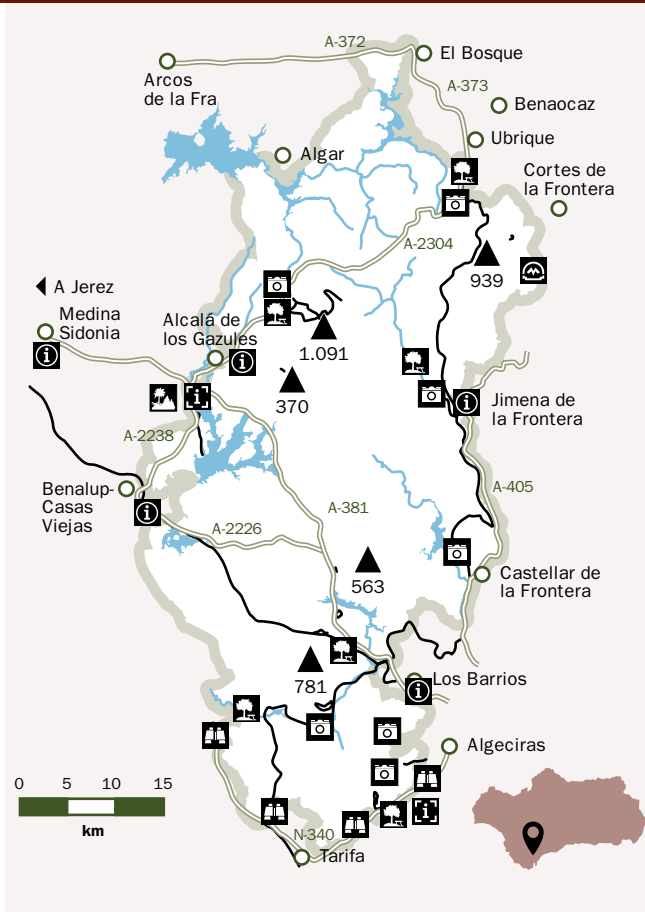 A-372
El Bosque
Arcos
de la Fra
A-373
Benaocaz
Ubrique
Algar
Cortes de
la Frontera
A-2304
939
A Jerez
Medina
Sidonia
Alcalá de
los Gazules
1.091
370
Jimena de
la Frontera
A-2238
A-405
Benalup-
Casas
Viejas
A-381
A-2226
563
Castellar de
la Frontera
781
Los Barrios
Algeciras
0 5 10 15
km
N-340
Tarifa